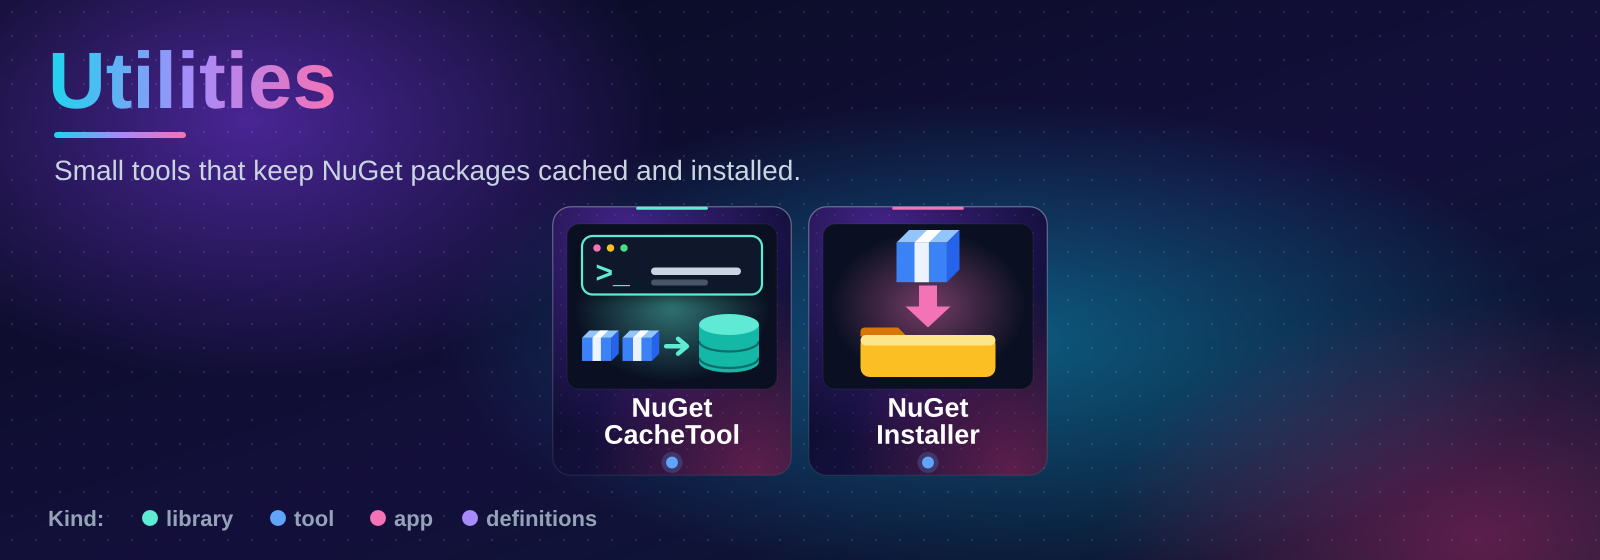 Utilities
Small tools that keep NuGet packages cached and installed.
>_
NuGet
CacheTool
NuGet
Installer
Kind:
library
tool
app
definitions